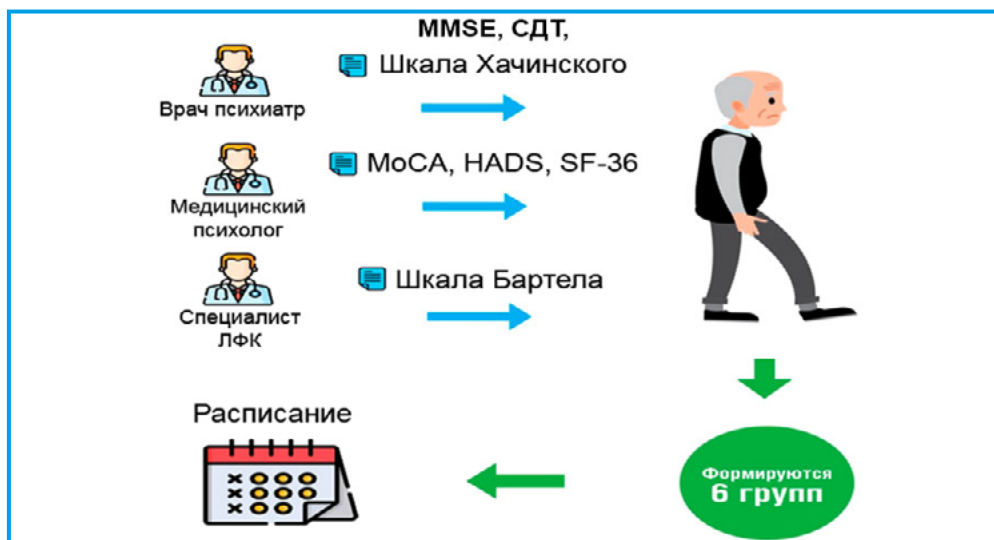 MMSE, СДТ,
Шкала Хачинского
Врач психиатр
MoCA, HADS, SF-36
Медицинский
психолог
Шкала Бартела
Специалист
ЛФК
Расписание
Формируются
6 групп